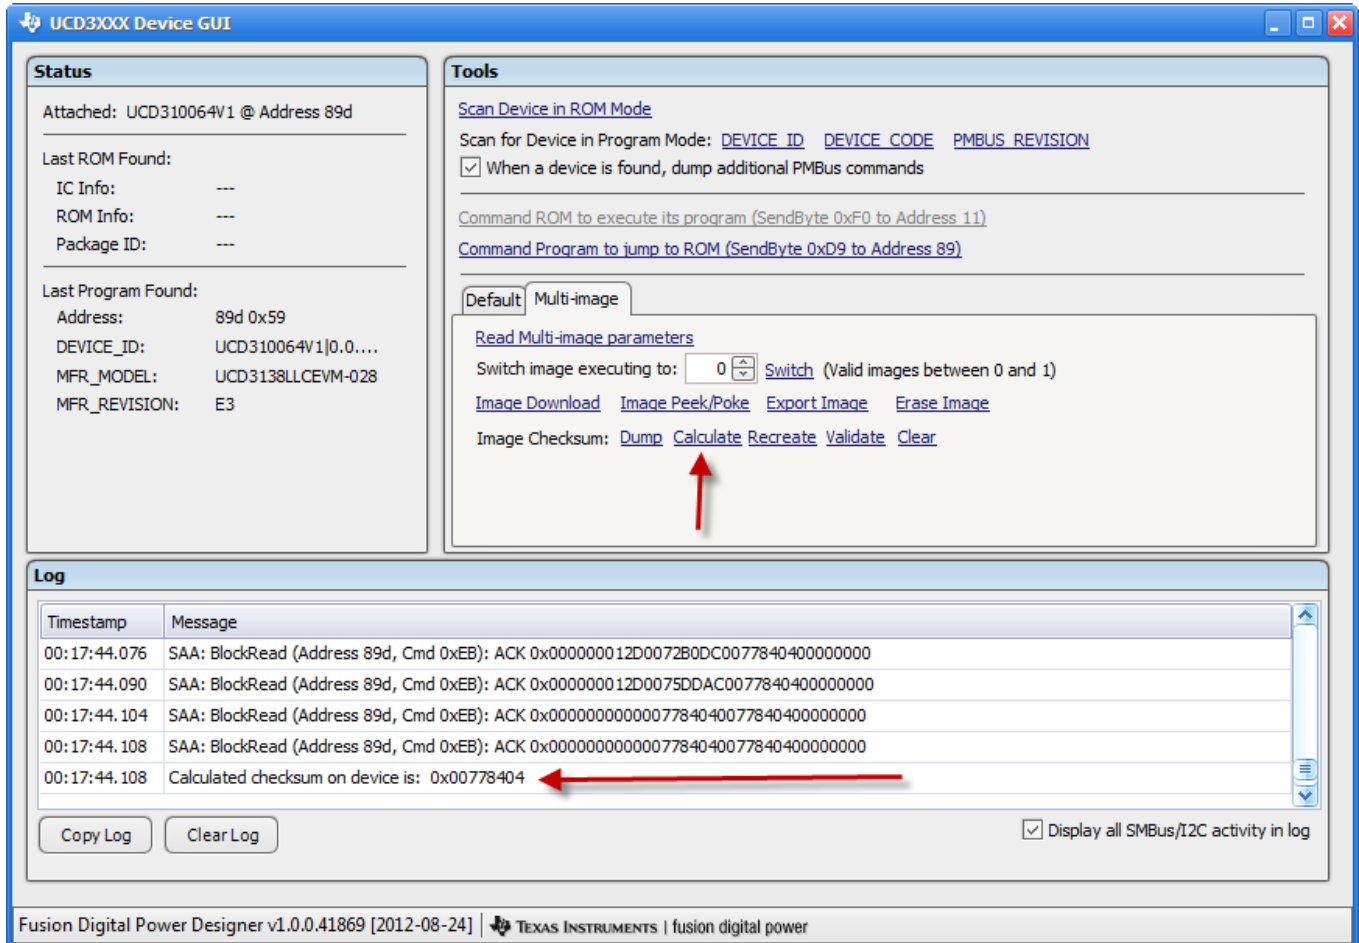 UCD3XXX Device GUI
Status
Attached: UCD310064V1 @ Address 89d
Last ROM Found:
IC Info: ---
ROM Info: ---
Package ID: ---
Last Program Found:
Address: 89d 0x59
DEVICE_ID: UCD310064V1|0.0....
MFR_MODEL: UCD3138LLCEVM-028
MFR_REVISION: E3
Tools
Scan Device in ROM Mode
Scan for Device in Program Mode: DEVICE_ID DEVICE_CODE PMBUS_REVISION
When a device is found, dump additional PMBus commands
Command ROM to execute its program (SendByte 0xF0 to Address 11)
Command Program to jump to ROM (SendByte 0xD9 to Address 89)
Default Multi-image
Read Multi-image parameters
Switch image executing to: 0 Switch (Valid images between 0 and 1)
Image Download Image Peek/Poke Export Image Erase Image
Image Checksum: Dump Calculate Recreate Validate Clear
Log
Timestamp Message
00:17:44.076 SAA: BlockRead (Address 89d, Cmd 0xEB): ACK 0x000000012D0072B0DC0077840400000000
00:17:44.090 SAA: BlockRead (Address 89d, Cmd 0xEB): ACK 0x000000012D0075DDAC0077840400000000
00:17:44.104 SAA: BlockRead (Address 89d, Cmd 0xEB): ACK 0x0000000000007784040077840400000000
00:17:44.108 SAA: BlockRead (Address 89d, Cmd 0xEB): ACK 0x0000000000007784040077840400000000
00:17:44.108 Calculated checksum on device is: 0x00778404
Copy Log Clear Log Display all SMBus/I2C activity in log
Fusion Digital Power Designer v1.0.0.41869 [2012-08-24] TEXAS INSTRUMENTS | fusion digital power